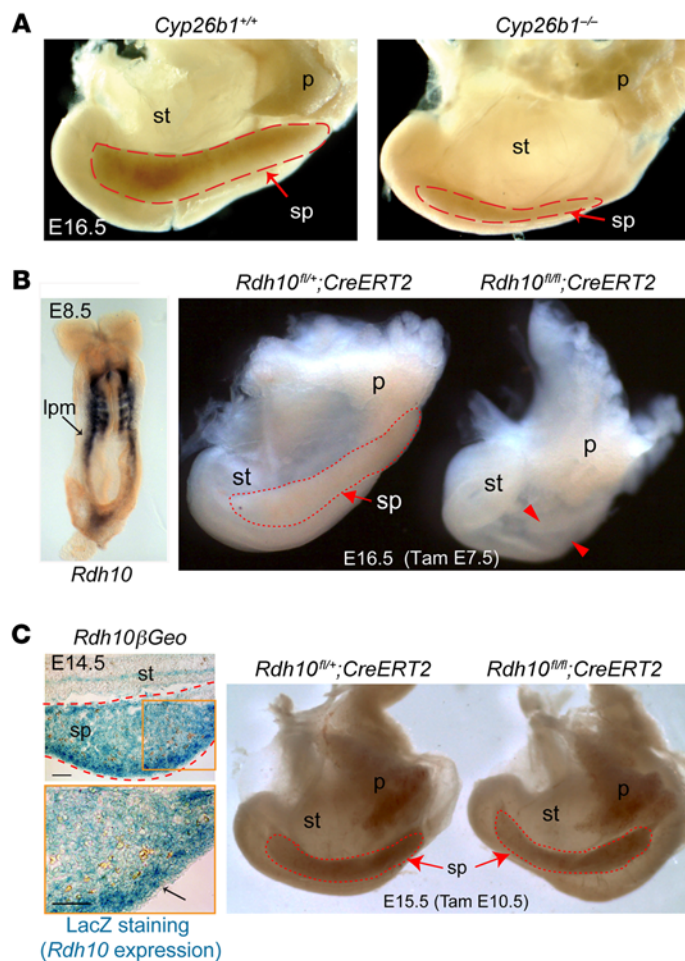 A
Cyp26b1+/+
Cyp26b1–/–
p
st
sp
E16.5
p
st
sp
B
E8.5
lpm
Rdh10
Rdh10fl/+;CreERT2
Rdh10fl/fl;CreERT2
p
st
sp
p
st
E16.5 (Tam E7.5)
C
Rdh10βGeo
E14.5
st
sp
LacZ staining
(Rdh10 expression)
Rdh10fl/+;CreERT2
Rdh10fl/fl;CreERT2
p
st
sp
p
st
E15.5 (Tam E10.5)